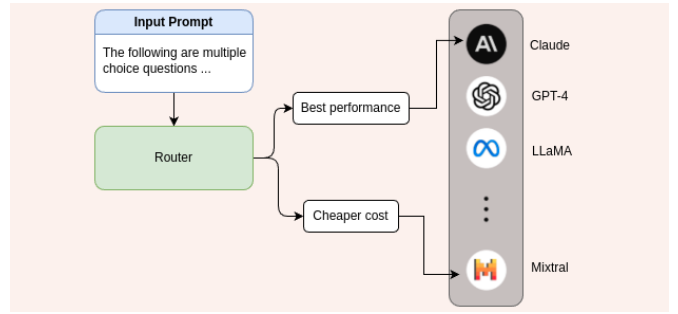 Input Prompt
The following are multiple
choice questions ...
Router
Best performance
Cheaper cost
Claude
GPT-4
LLaMA
Mixtral